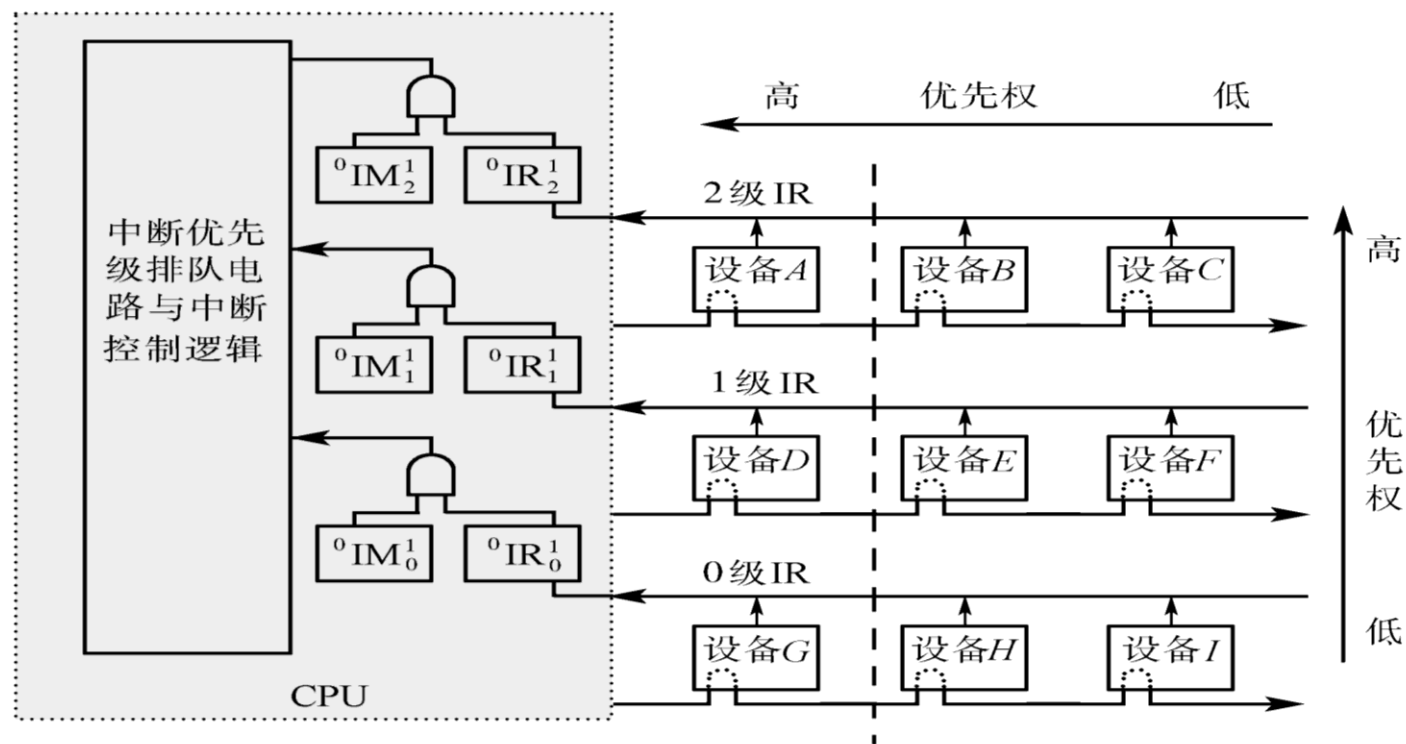 高 优先权 低
⁰IM₂¹ ⁰IR₂¹
2级IR
中断优先
级排队电
路与中断
控制逻辑
设备A 设备B 设备C
高
⁰IM₁¹ ⁰IR₁¹
1级IR
设备D 设备E 设备F
优
先
权
⁰IM₀¹ ⁰IR₀¹
0级IR
设备G 设备H 设备I
低
CPU